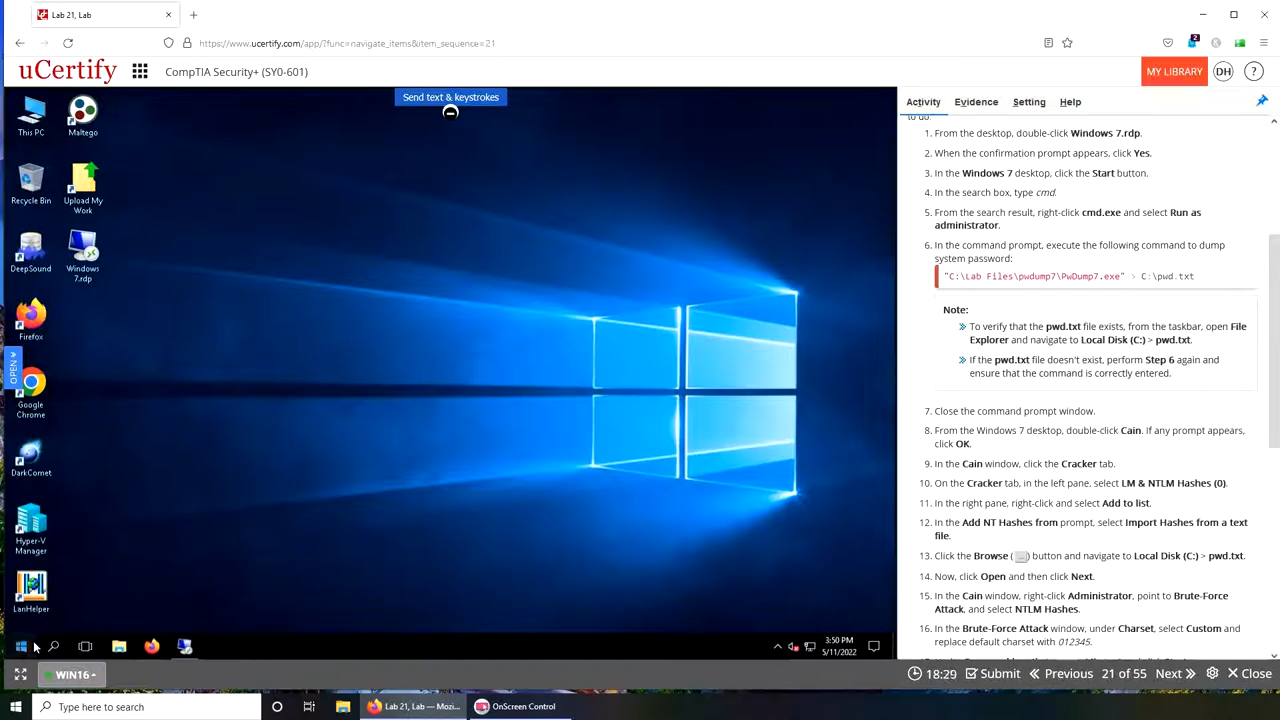 Lab 21, Lab
https://www.ucertify.com/app/?func=navigate_items&item_sequence=21
2
uCertify
CompTIA Security+ (SY0-601)
MY LIBRARY
DH
?
Send text & keystrokes
Activity
Evidence
Setting
Help
This PC
Maltego
Recycle Bin
Upload My
Work
DeepSound
Windows
7.rdp
Firefox
OPEN
Google
Chrome
DarkComet
Hyper-V
Manager
LanHelper
to do:
1. From the desktop, double-click Windows 7.rdp.
2. When the confirmation prompt appears, click Yes.
3. In the Windows 7 desktop, click the Start button.
4. In the search box, type cmd.
5. From the search result, right-click cmd.exe and select Run as
administrator.
6. In the command prompt, execute the following command to dump
system password:
"C:\Lab Files\pwdump7\PwDump7.exe" > C:\pwd.txt
Note:
To verify that the pwd.txt file exists, from the taskbar, open File
Explorer and navigate to Local Disk (C:) > pwd.txt.
If the pwd.txt file doesn't exist, perform Step 6 again and
ensure that the command is correctly entered.
7. Close the command prompt window.
8. From the Windows 7 desktop, double-click Cain. If any prompt appears,
click OK.
9. In the Cain window, click the Cracker tab.
10. On the Cracker tab, in the left pane, select LM & NTLM Hashes (0).
11. In the right pane, right-click and select Add to list.
12. In the Add NT Hashes from prompt, select Import Hashes from a text
file.
13. Click the Browse (...) button and navigate to Local Disk (C:) > pwd.txt.
14. Now, click Open and then click Next.
15. In the Cain window, right-click Administrator, point to Brute-Force
Attack, and select NTLM Hashes.
16. In the Brute-Force Attack window, under Charset, select Custom and
replace default charset with 012345.
3:50 PM
5/11/2022
WIN16
18:29
Submit
Previous
21 of 55
Next
Close
Type here to search
Lab 21, Lab — Mozi...
OnScreen Control